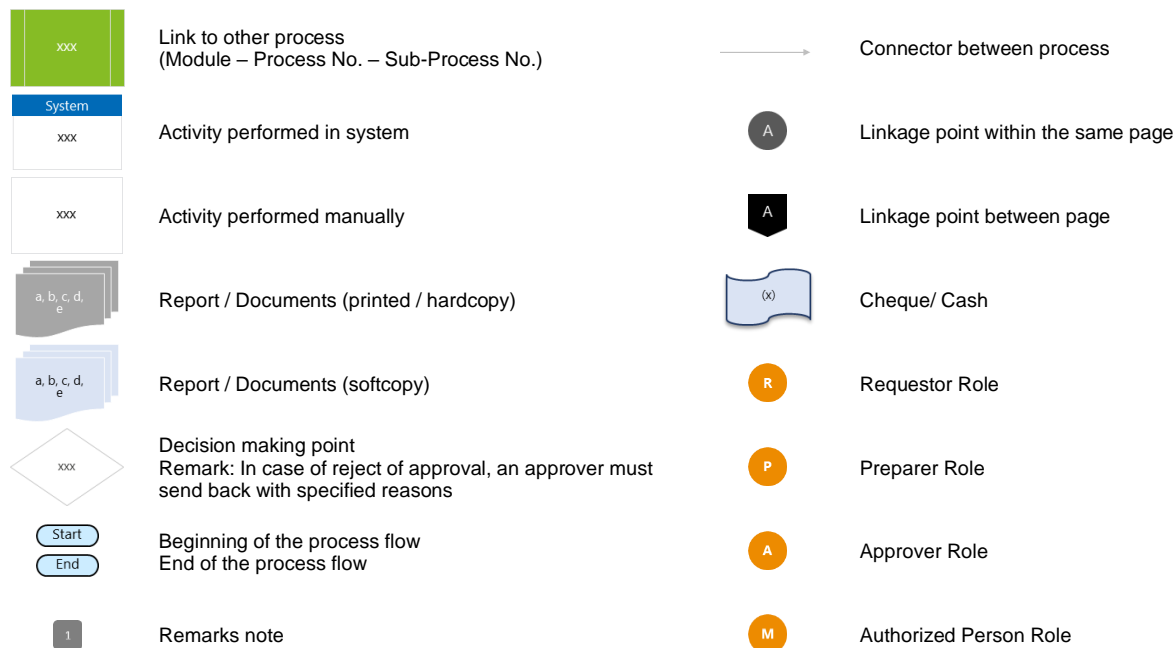 xxx
Link to other process
(Module – Process No. – Sub-Process No.)
System
xxx
Activity performed in system
xxx
Activity performed manually
a, b, c, d,
e
Report / Documents (printed / hardcopy)
a, b, c, d,
e
Report / Documents (softcopy)
xxx
Decision making point
Remark: In case of reject of approval, an approver must
send back with specified reasons
Start
End
Beginning of the process flow
End of the process flow
1
Remarks note
Connector between process
A
Linkage point within the same page
A
Linkage point between page
(x)
Cheque/ Cash
R
Requestor Role
P
Preparer Role
A
Approver Role
M
Authorized Person Role